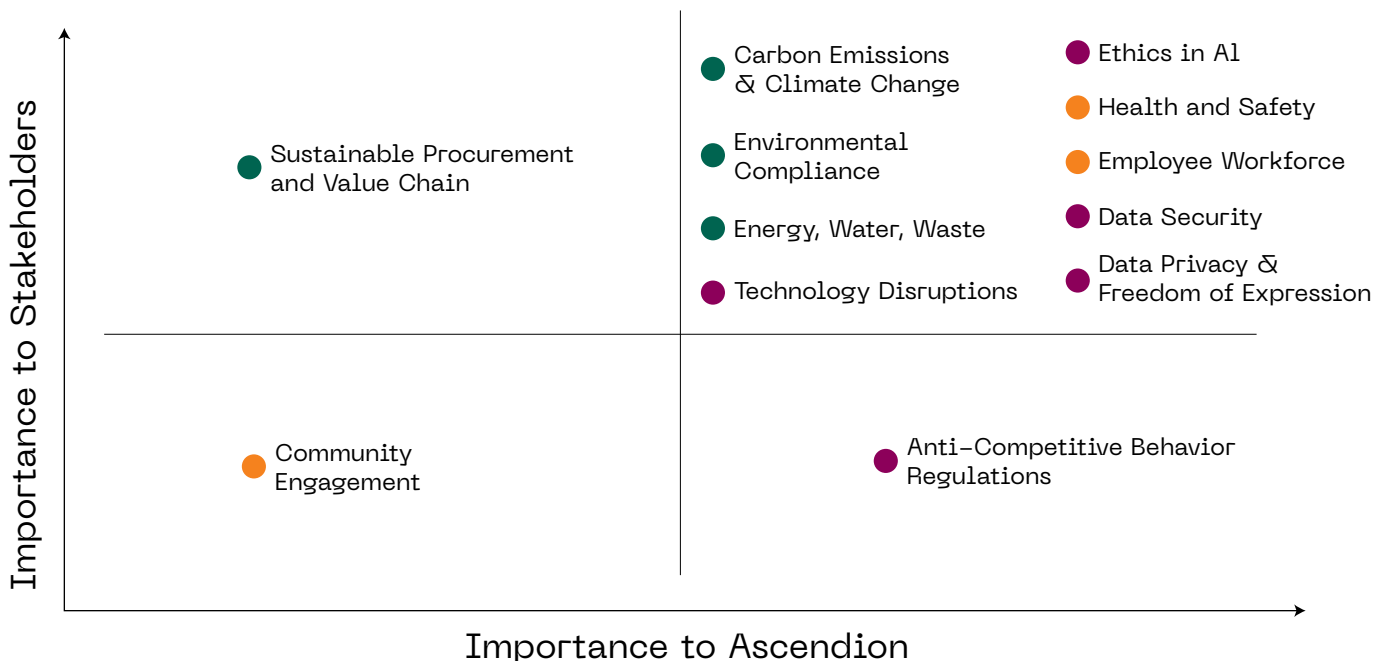 Importance to Stakeholders
Sustainable Procurement
and Value Chain
Carbon Emissions
& Climate Change
Environmental
Compliance
Energy, Water, Waste
Technology Disruptions
Ethics in AI
Health and Safety
Employee Workforce
Data Security
Data Privacy &
Freedom of Expression
Community
Engagement
Anti-Competitive Behavior
Regulations
Importance to Ascendion